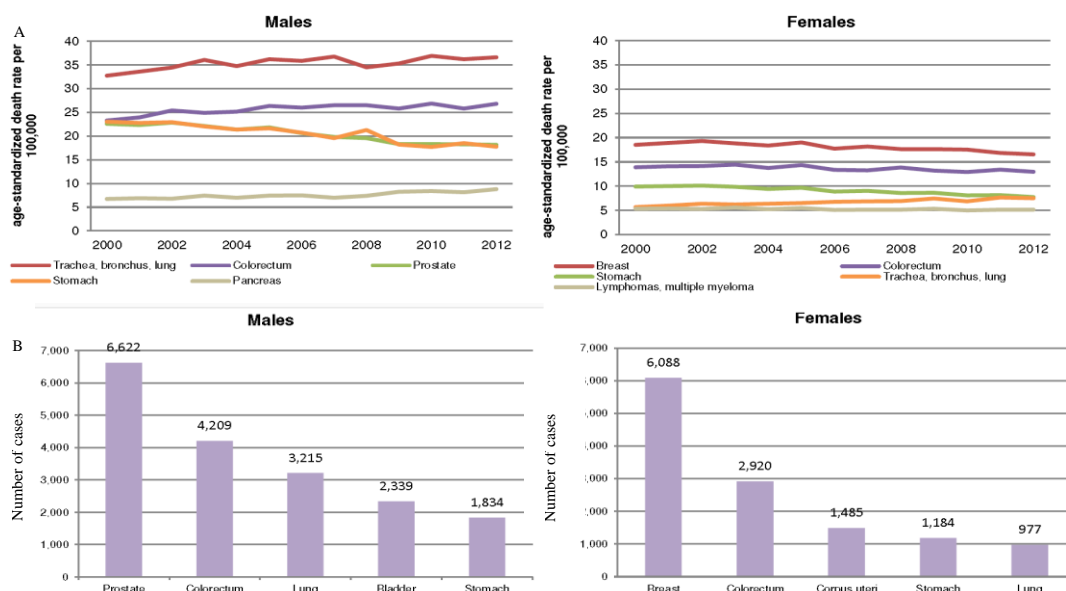 A
Males
age-standardized death rate per
100,000
40
35
30
25
20
15
10
5
0
2000 2002 2004 2006 2008 2010 2012
Trachea, bronchus, lung Colorectum Prostate
Stomach Pancreas
Females
age-standardized death rate per
100,000
40
35
30
25
20
15
10
5
0
2000 2002 2004 2006 2008 2010 2012
Breast Colorectum
Stomach Trachea, bronchus, lung
Lymphomas, multiple myeloma
B
Males
Number of cases
7,000
6,000
5,000
4,000
3,000
2,000
1,000
0
6,622
4,209
3,215
2,339
1,834
Prostate Colorectum Lung Bladder Stomach
Females
Number of cases
7,000
,000
,000
,000
,000
2,000
1,000
0
6,088
2,920
1,485
1,184
977
Breast Colorectum Corpus uteri Stomach Lung